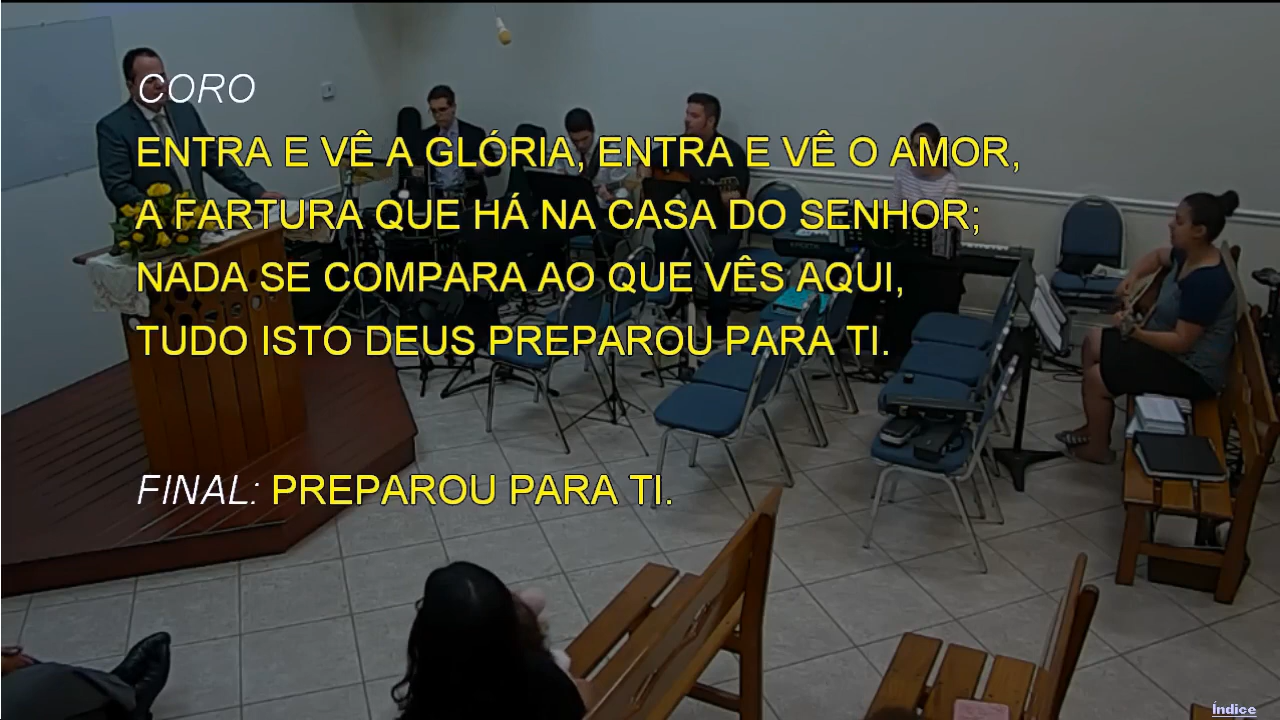 CORO
ENTRA E VÊ A GLÓRIA, ENTRA E VÊ O AMOR,
A FARTURA QUE HÁ NA CASA DO SENHOR;
NADA SE COMPARA AO QUE VÊS AQUI,
TUDO ISTO DEUS PREPAROU PARA TI.
FINAL: PREPAROU PARA TI.
Índice